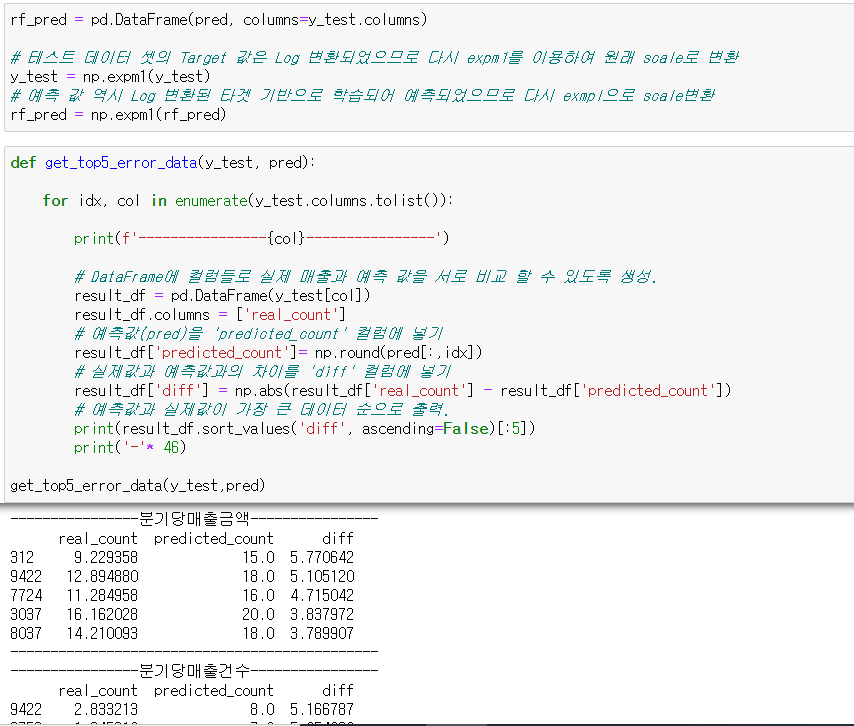 rf_pred = pd.DataFrame(pred, columns=y_test.columns)
# 테스트 데이터 셋의 Target 값은 Log 변환되었으므로 다시 expm1를 이용하여 원래 scale로 변환
y_test = np.expm1(y_test)
# 예측 값 역시 Log 변환된 타겟 기반으로 학습되어 예측되었으므로 다시 exmpl으로 scale변환
rf_pred = np.expm1(rf_pred)
def get_top5_error_data(y_test, pred):
for idx, col in enumerate(y_test.columns.tolist()):
print(f'----------------{col}----------------')
# DataFrame에 컬럼들로 실제 매출과 예측 값을 서로 비교 할 수 있도록 생성.
result_df = pd.DataFrame(y_test[col])
result_df.columns = ['real_count']
# 예측값(pred)을 'predicted_count' 컬럼에 넣기
result_df['predicted_count']= np.round(pred[:,idx])
# 실제값과 예측값과의 차이를 'diff' 컬럼에 넣기
result_df['diff'] = np.abs(result_df['real_count'] - result_df['predicted_count'])
# 예측값과 실제값이 가장 큰 데이터 순으로 출력.
print(result_df.sort_values('diff', ascending=False)[:5])
print('-'* 46)
get_top5_error_data(y_test,pred)
----------------분기당매출금액----------------
real_count predicted_count diff
312 9.229358 15.0 5.770642
9422 12.894880 18.0 5.105120
7724 11.284958 16.0 4.715042
3037 16.162028 20.0 3.837972
8037 14.210093 18.0 3.789907
----------------------------------------------
----------------분기당매출건수----------------
real_count predicted_count diff
9422 2.833213 8.0 5.166787